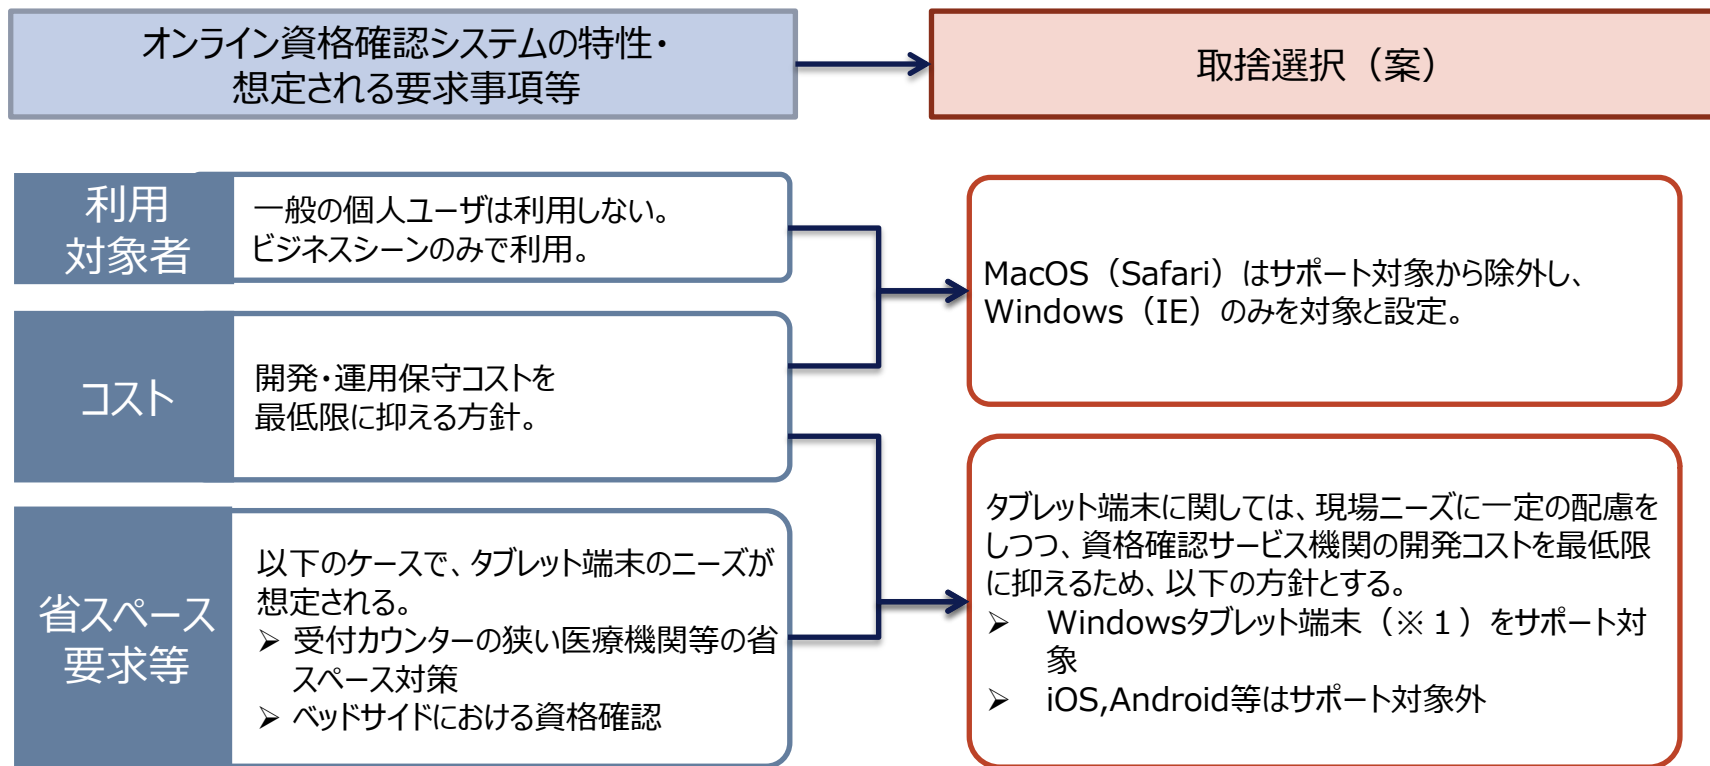 オンライン資格確認システムの特性・
想定される要求事項等
取捨選択（案）
利用
対象者
一般の個人ユーザは利用しない。
ビジネスシーンのみで利用。
MacOS（Safari）はサポート対象から除外し、
Windows（IE）のみを対象と設定。
コスト
開発・運用保守コストを
最低限に抑える方針。
省スペース
要求等
以下のケースで、タブレット端末のニーズが
想定される。
➢ 受付カウンターの狭い医療機関等の省
スペース対策
➢ ベッドサイドにおける資格確認
タブレット端末に関しては、現場ニーズに一定の配慮を
しつつ、資格確認サービス機関の開発コストを最低限
に抑えるため、以下の方針とする。
➢ Windowsタブレット端末（※１）をサポート対
象
➢ iOS,Android等はサポート対象外